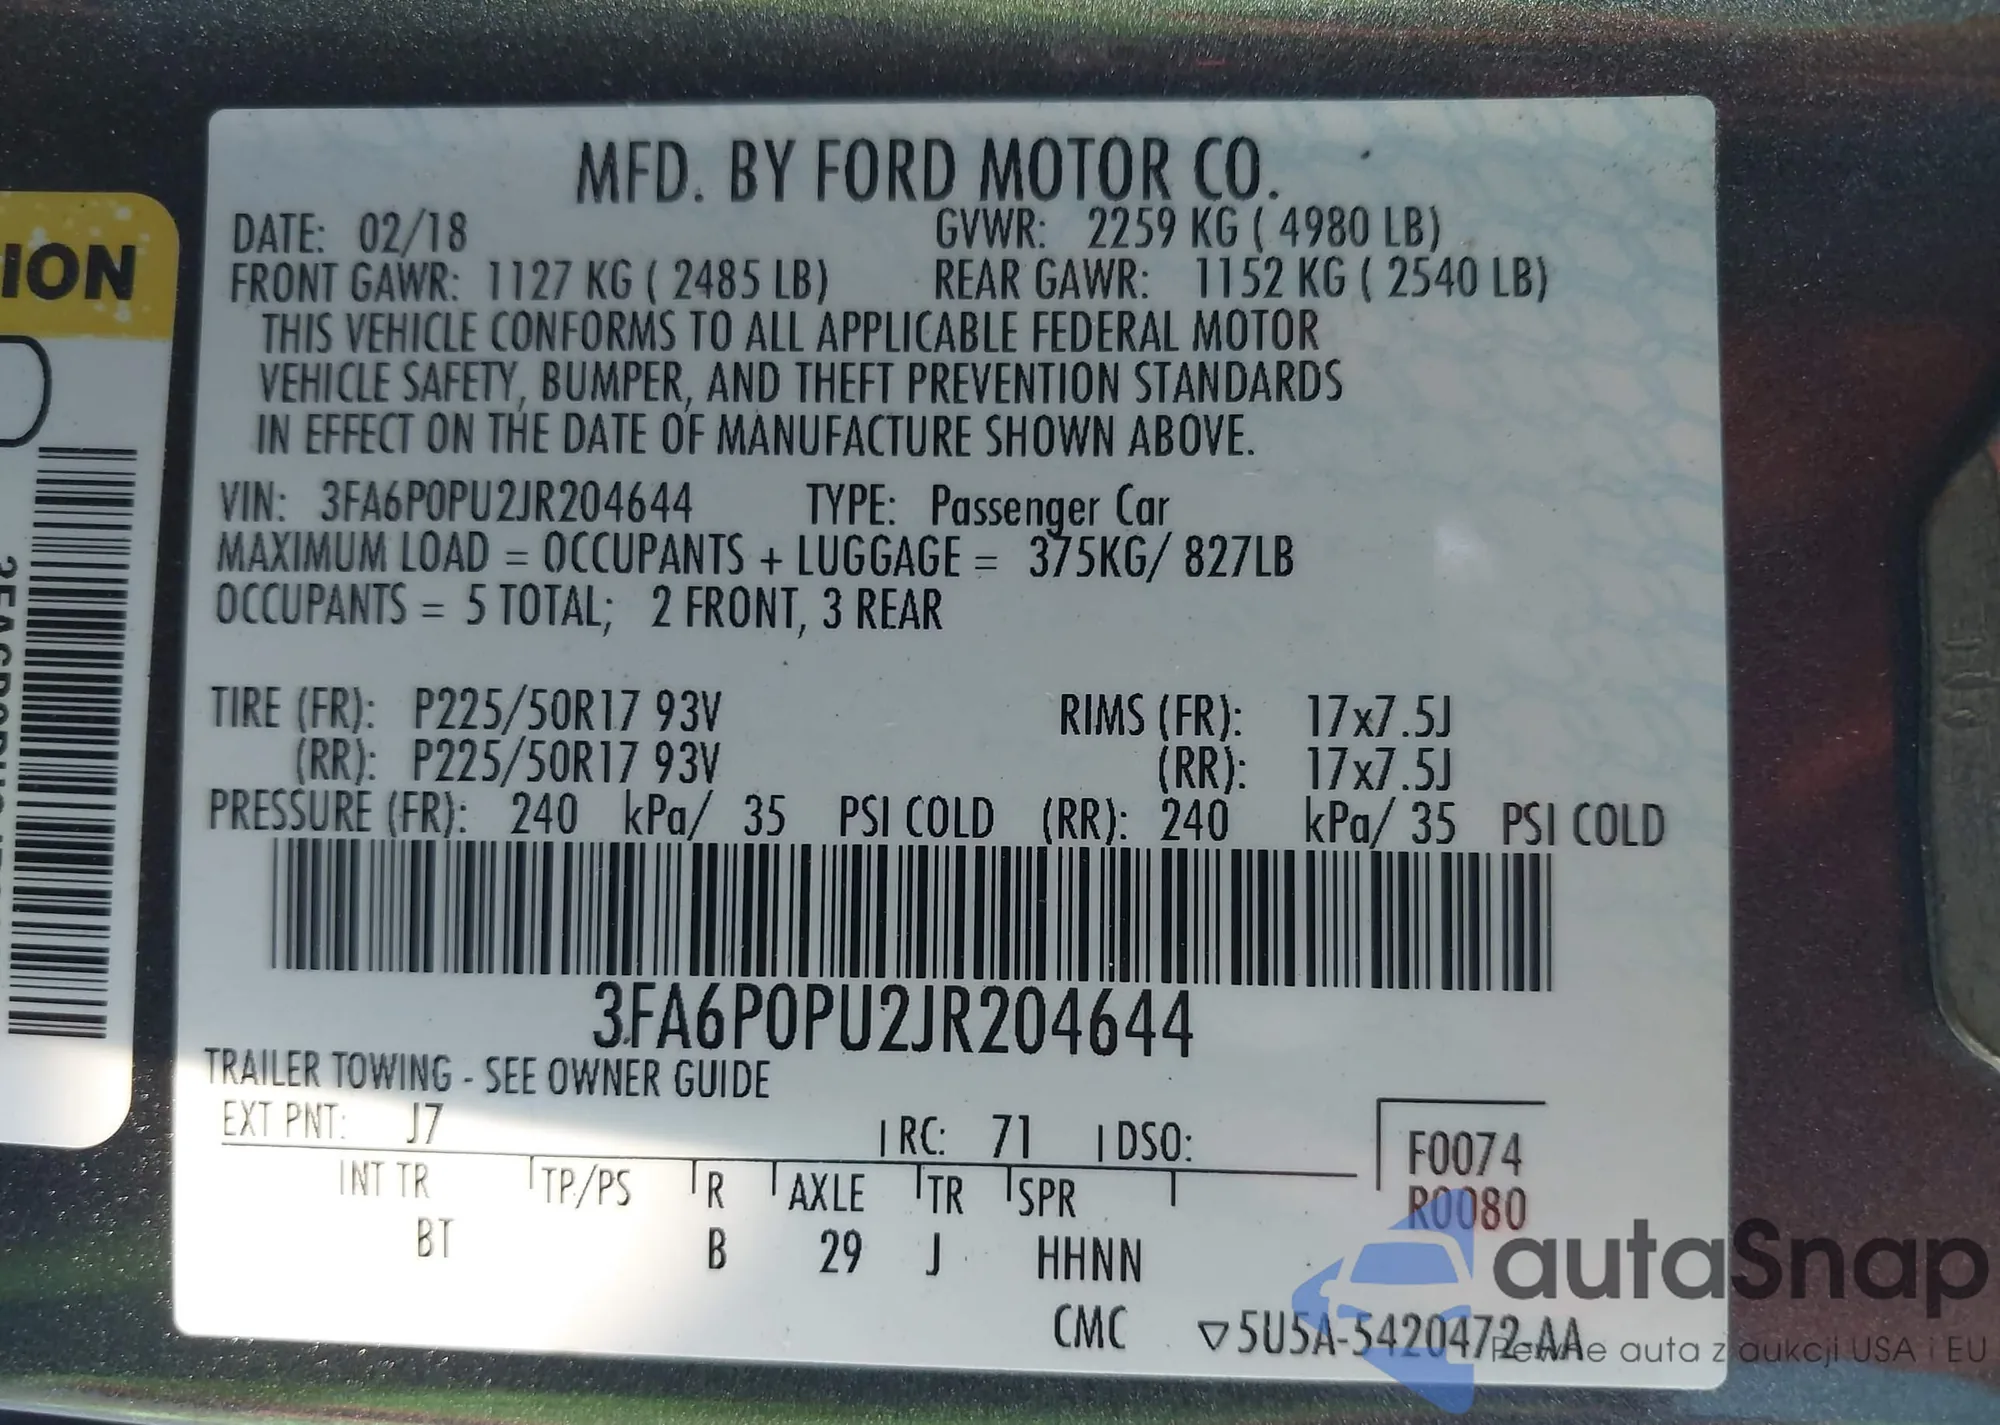 MFD. BY FORD MOTOR CO.
DATE: 02/18 GVWR: 2259 KG ( 4980 LB)
FRONT GAWR: 1127 KG ( 2485 LB) REAR GAWR: 1152 KG ( 2540 LB)
THIS VEHICLE CONFORMS TO ALL APPLICABLE FEDERAL MOTOR
VEHICLE SAFETY, BUMPER, AND THEFT PREVENTION STANDARDS
IN EFFECT ON THE DATE OF MANUFACTURE SHOWN ABOVE.
VIN: 3FA6P0PU2JR204644 TYPE: Passenger Car
MAXIMUM LOAD = OCCUPANTS + LUGGAGE = 375KG/ 827LB
OCCUPANTS = 5 TOTAL; 2 FRONT, 3 REAR
TIRE (FR): P225/50R17 93V RIMS (FR): 17x7.5J
(RR): P225/50R17 93V (RR): 17x7.5J
PRESSURE (FR): 240 kPa/ 35 PSI COLD (RR): 240 kPa/ 35 PSI COLD
3FA6P0PU2JR204644
TRAILER TOWING - SEE OWNER GUIDE
EXT PNT: J7 RC: 71 DSO:
F0074
R0080
INT TR TP/PS R AXLE TR SPR
BT B 29 J HHNN
CMC ▽5U5A-5420472-AA
ION
autaSnap
Pewne auta z aukcji USA i EU